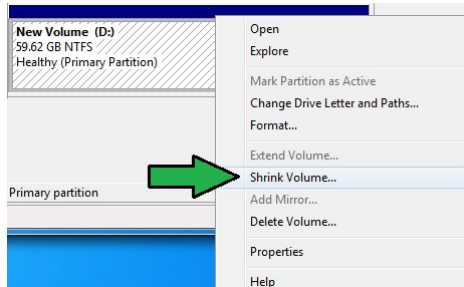 New Volume (D:)
59.62 GB NTFS
Healthy (Primary Partition)
Primary partition
Open
Explore
Mark Partition as Active
Change Drive Letter and Paths...
Format...
Extend Volume...
Shrink Volume...
Add Mirror...
Delete Volume...
Properties
Help